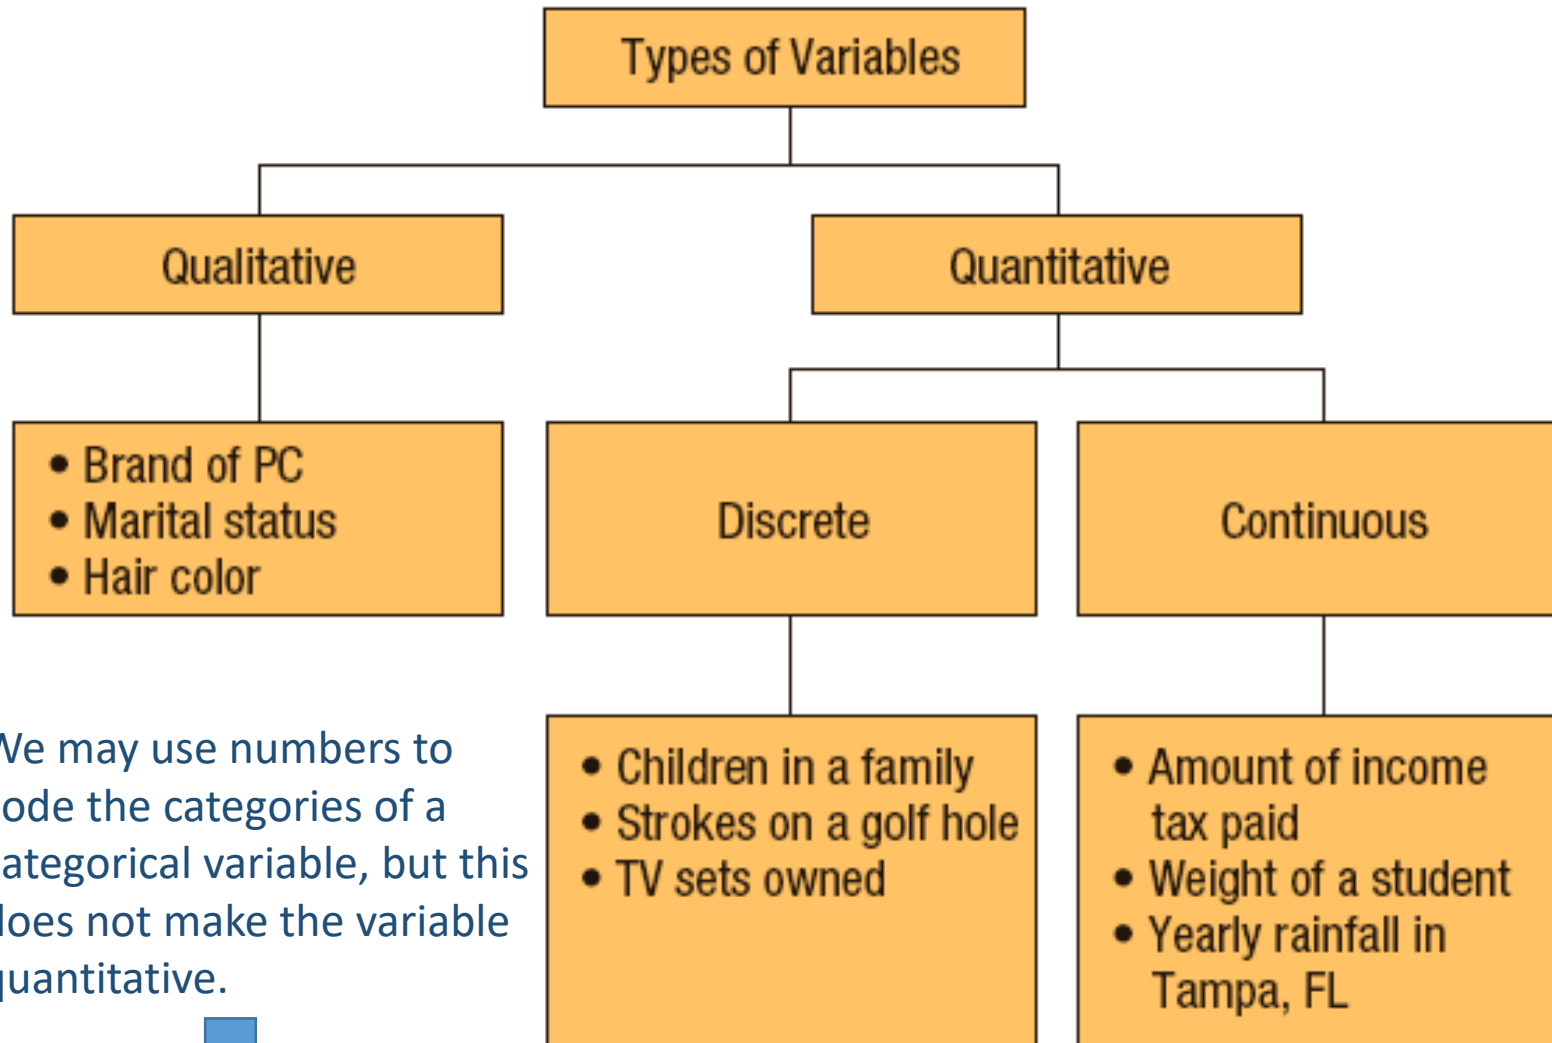 Types of Variables
Qualitative
Quantitative
• Brand of PC
• Marital status
• Hair color
Discrete
Continuous
We may use numbers to
ode the categories of a
ategorical variable, but this
does not make the variable
quantitative.
• Children in a family
• Strokes on a golf hole
• TV sets owned
• Amount of income
tax paid
• Weight of a student
• Yearly rainfall in
Tampa, FL